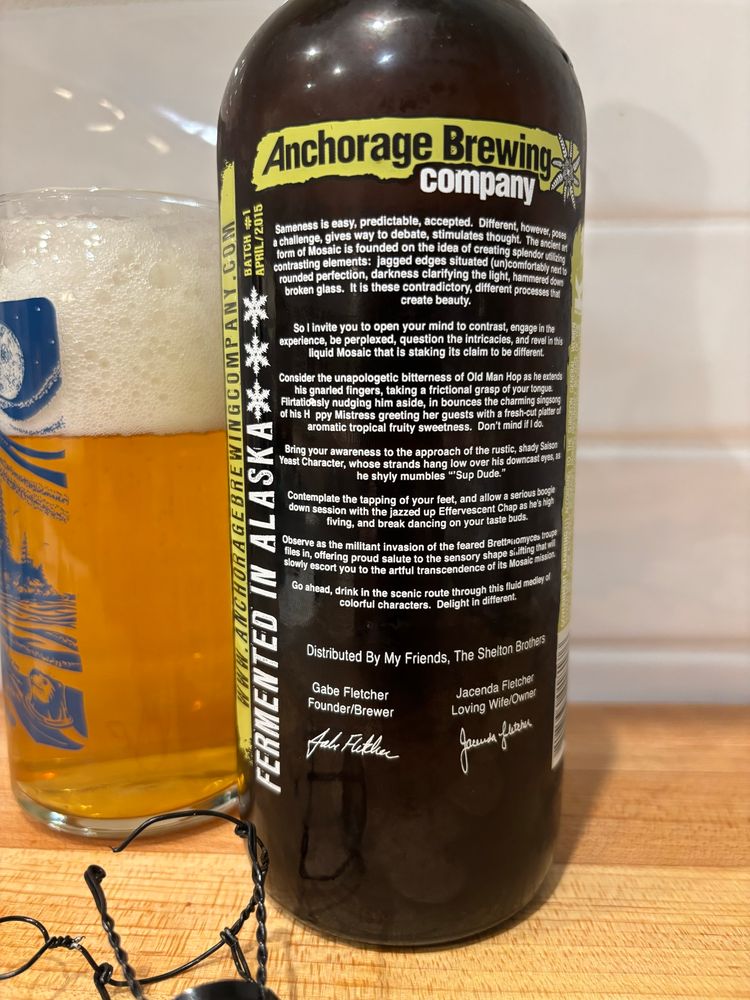 Anchorage Brewing
company
Sameness is easy, predictable, accepted. Different, however, poses
a challenge, gives way to debate, stimulates thought. The ancient art
form of Mosaic is founded on the idea of creating splendor utilizing
contrasting elements: jagged edges situated (un)comfortably next to
rounded perfection, darkness clarifying the light, hammered down
broken glass. It is these contradictory, different processes that
create beauty.
So I invite you to open your mind to contrast, engage in the
experience, be perplexed, question the intricacies, and revel in this
liquid Mosaic that is staking its claim to be different.
Consider the unapologetic bitterness of Old Man Hop as he extends
his gnarled fingers, taking a frictional grasp of your tongue.
Flirtatiously nudging him aside, in bounces the charming singsong
of his H ppy Mistress greeting her guests with a fresh-cut platter of
aromatic tropical fruity sweetness. Don't mind if I do.
Bring your awareness to the approach of the rustic, shady Saison
Yeast Character, whose strands hang low over his downcast eyes, as
he shyly mumbles "'Sup Dude."
Contemplate the tapping of your feet, and allow a serious boogie
down session with the jazzed up Effervescent Chap as he's high
fiving, and break dancing on your taste buds.
Observe as the militant invasion of the feared Brettanomyces troupe
files in, offering proud salute to the sensory shape shifting that will
slowly escort you to the artful transcendence of its Mosaic mission.
Go ahead, drink in the scenic route through this fluid medley of
colorful characters. Delight in different.
Distributed By My Friends, The Shelton Brothers
Gabe Fletcher
Founder/Brewer
Jacenda Fletcher
Loving Wife/Owner
Gabe Fletcher
Jacenda Fletcher
WWW.ANCHORAGEBREWINGCOMPANY.COM
BATCH #1
APRIL/2015
FERMENTED IN ALASKA